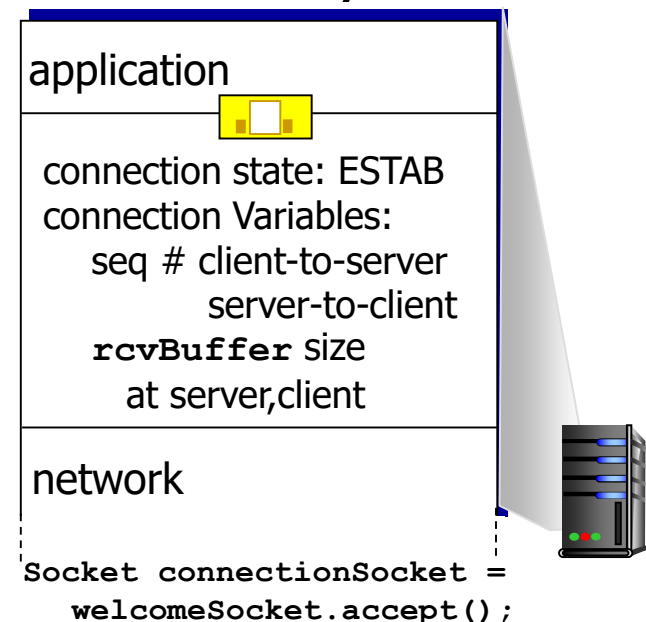 application
connection state: ESTAB
connection Variables:
seq # client-to-server
server-to-client
rcvBuffer size
at server,client
network
Socket connectionSocket =
welcomeSocket.accept();